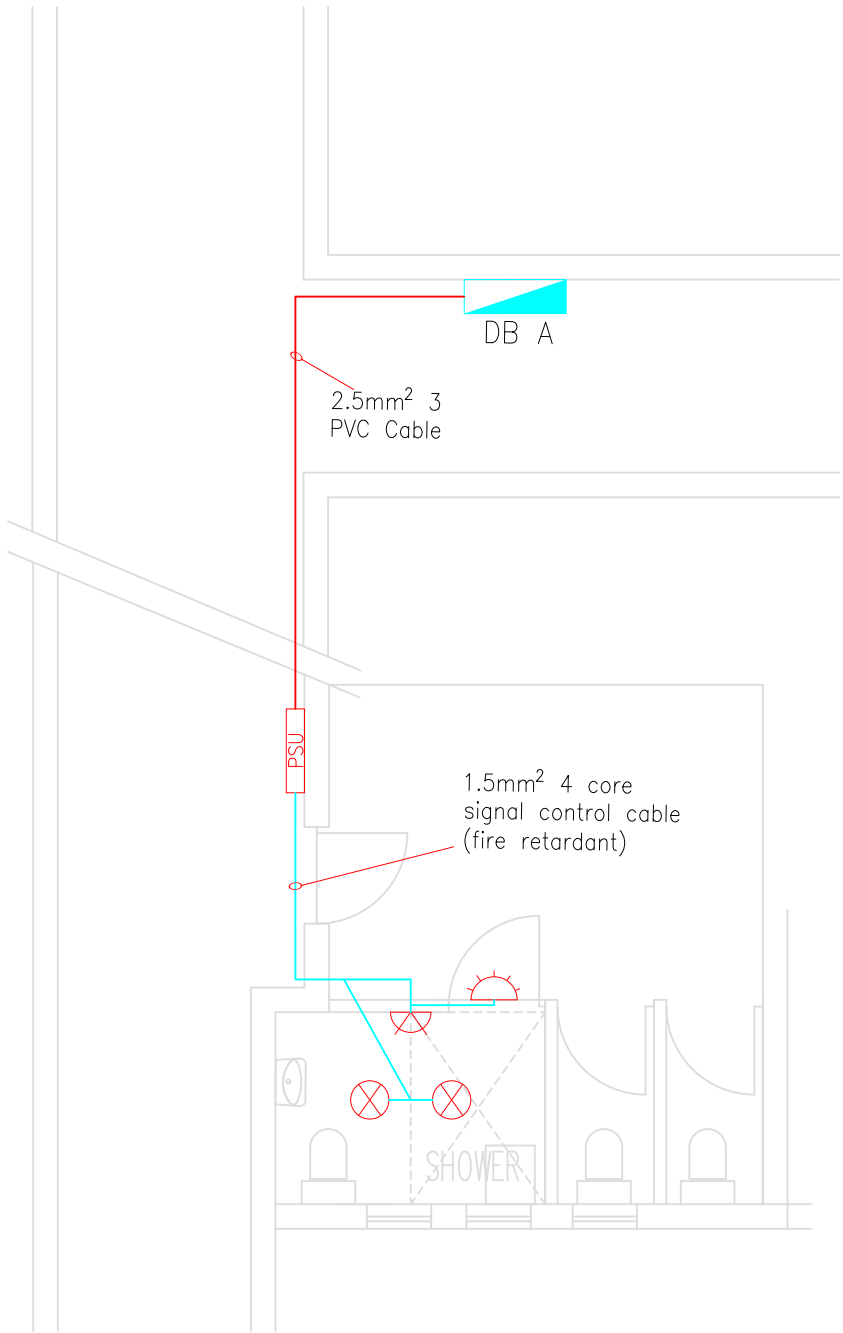 DB A
2.5mm² 3
PVC Cable
PSU
1.5mm² 4 core
signal control cable
(fire retardant)
SHOWER